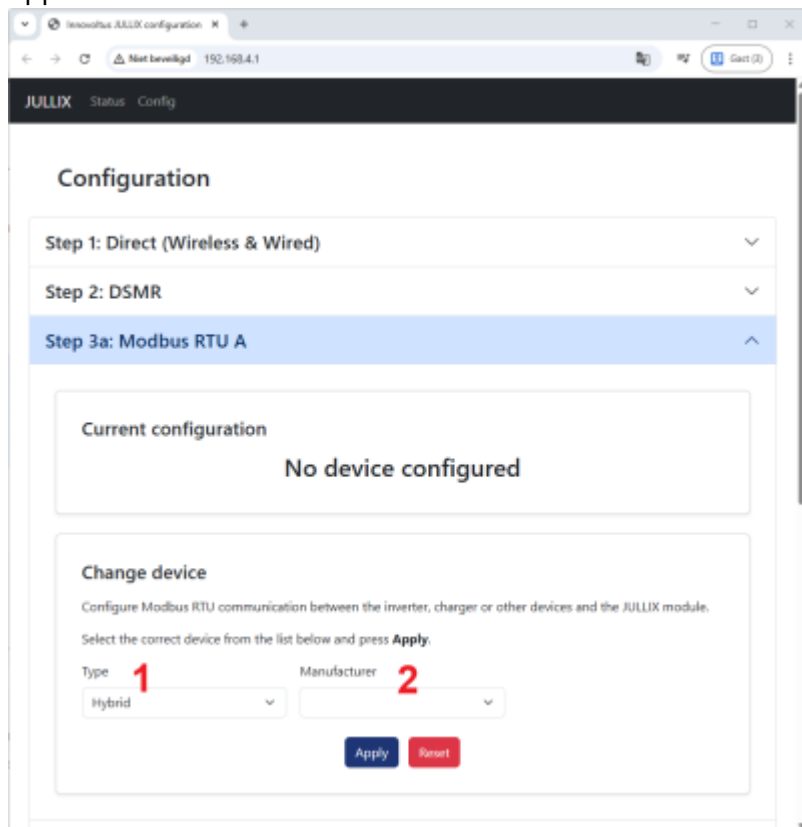 Innovoltus JULLIX configuration
Niet beveiligd 192.168.4.1 Gast (3)
JULLIX Status Config
Configuration
Step 1: Direct (Wireless & Wired)
Step 2: DSMR
Step 3a: Modbus RTU A
Current configuration
No device configured
Change device
Configure Modbus RTU communication between the inverter, charger or other devices and the JULLIX module.
Select the correct device from the list below and press Apply.
Type 1 Manufacturer 2
Hybrid
Apply Reset